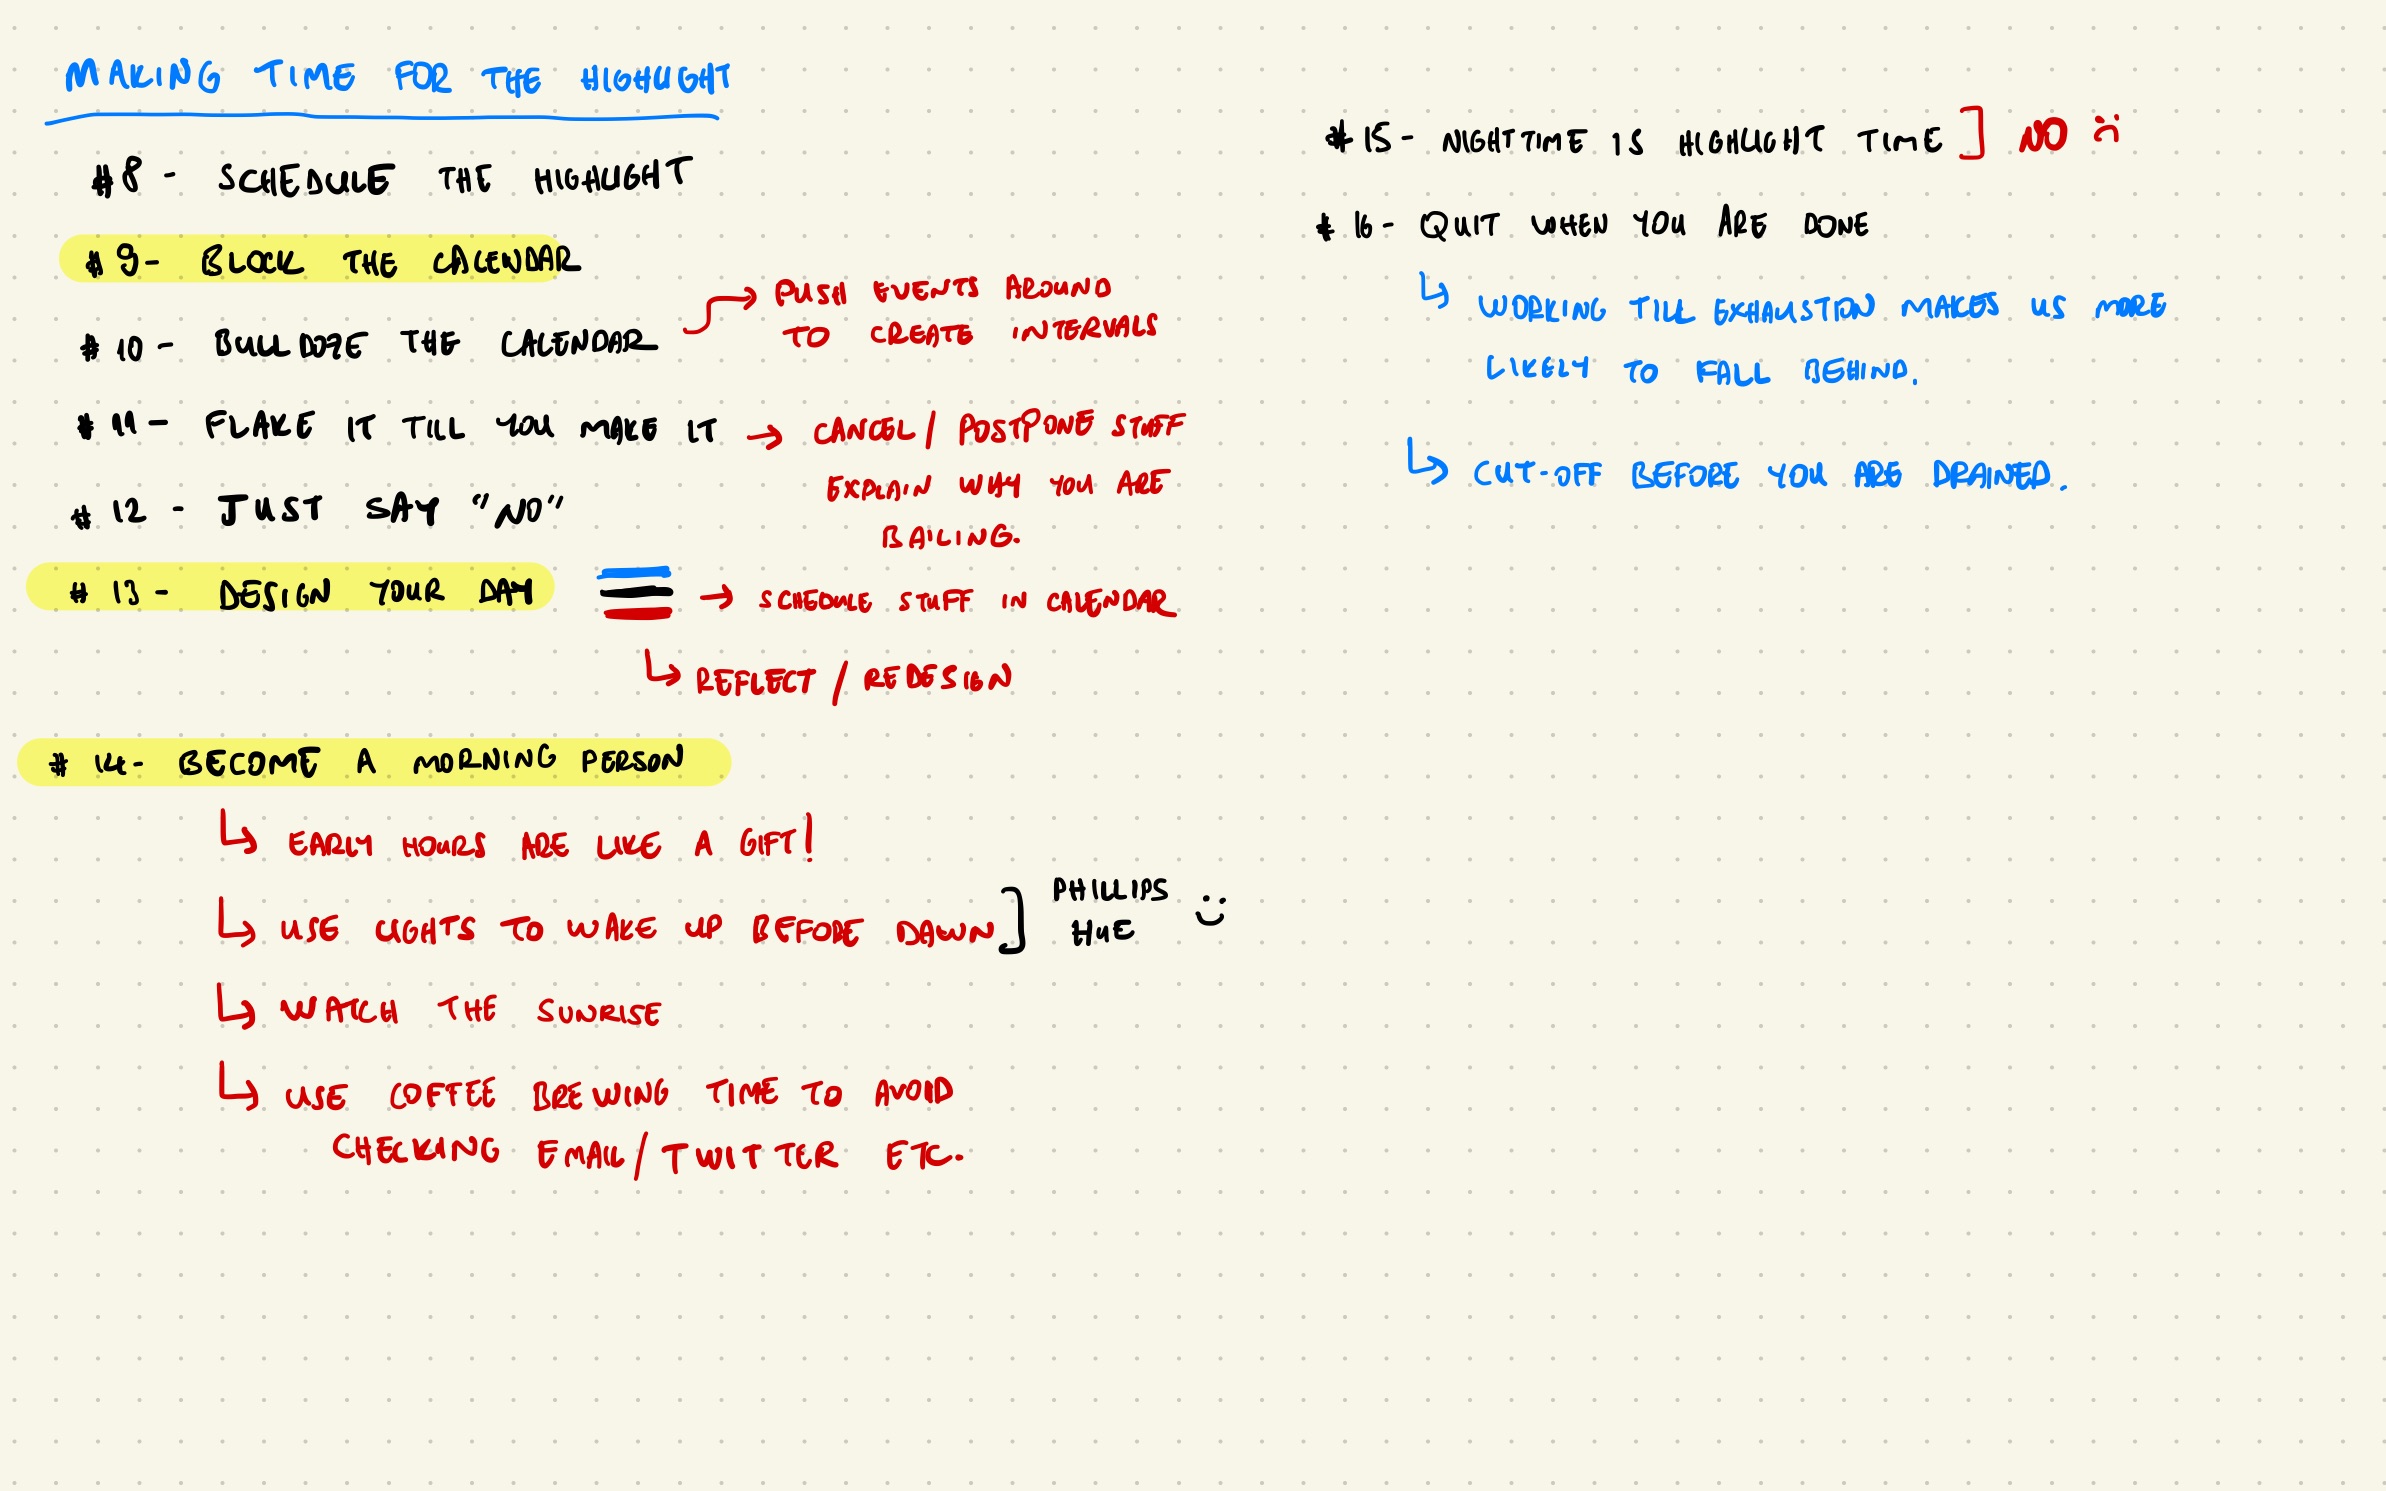 MAKING TIME FOR THE HIGHLIGHT
#8 - SCHEDULE THE HIGHLIGHT
#9 - BLOCK THE CALENDAR
#10 - BULLDOZE THE CALENDAR
PUSH EVENTS AROUND
TO CREATE INTERVALS
#11 - FLAKE IT TILL YOU MAKE IT → CANCEL / POSTPONE STUFF
EXPLAIN WHY YOU ARE
BAILING.
#12 - JUST SAY "NO"
#13 - DESIGN YOUR DAY → SCHEDULE STUFF IN CALENDAR
↳ REFLECT / REDESIGN
#14 - BECOME A MORNING PERSON
↳ EARLY HOURS ARE LIKE A GIFT!
↳ USE LIGHTS TO WAKE UP BEFORE DAWN] PHILLIPS
HUE :)
↳ WATCH THE SUNRISE
↳ USE COFFEE BREWING TIME TO AVOID
CHECKING EMAIL/TWITTER ETC.
#15 - NIGHT TIME IS HIGHLIGHT TIME] NO :(
#16 - QUIT WHEN YOU ARE DONE
↳ WORKING TILL EXHAUSTION MAKES US MORE
LIKELY TO FALL BEHIND.
↳ CUT-OFF BEFORE YOU ARE DRAINED.